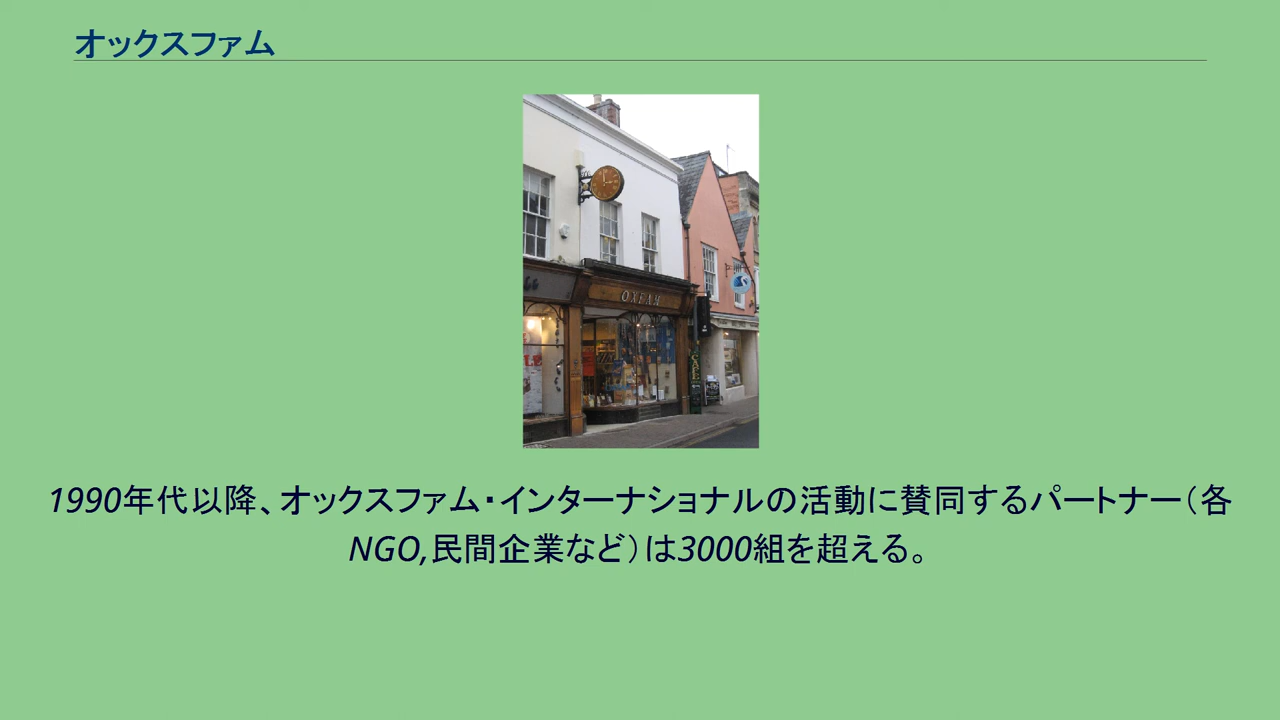 オックスファム
OXFAM
1990年代以降、オックスファム・インターナショナルの活動に賛同するパートナー（各
NGO,民間企業など）は3000組を超える。